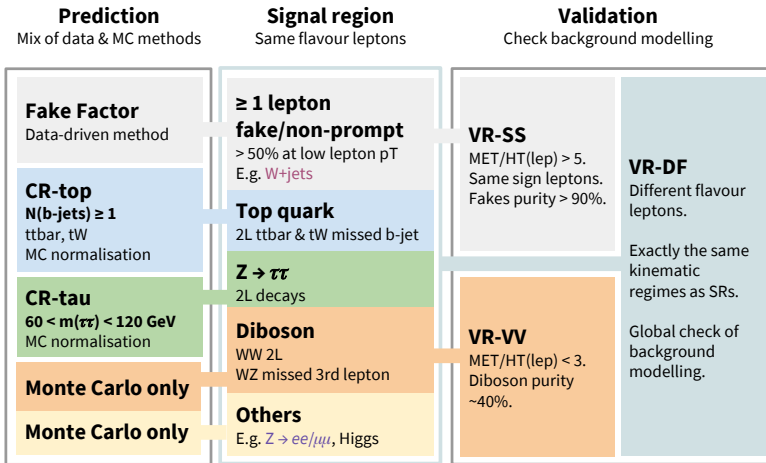 Prediction
Mix of data & MC methods
Signal region
Same flavour leptons
Validation
Check background modelling
Fake Factor
Data-driven method
CR-top
N(b-jets) ≥ 1
ttbar, tW
MC normalisation
CR-tau
60 < m(ττ) < 120 GeV
MC normalisation
Monte Carlo only
Monte Carlo only
≥ 1 lepton
fake/non-prompt
> 50% at low lepton pT
E.g. W+jets
Top quark
2L ttbar & tW missed b-jet
Z → ττ
2L decays
Diboson
WW 2L
WZ missed 3rd lepton
Others
E.g. Z → ee/μμ, Higgs
VR-SS
MET/HT(lep) > 5.
Same sign leptons.
Fakes purity > 90%.
VR-VV
MET/HT(lep) < 3.
Diboson purity
~40%.
VR-DF
Different flavour
leptons.
Exactly the same
kinematic
regimes as SRs.
Global check of
background
modelling.